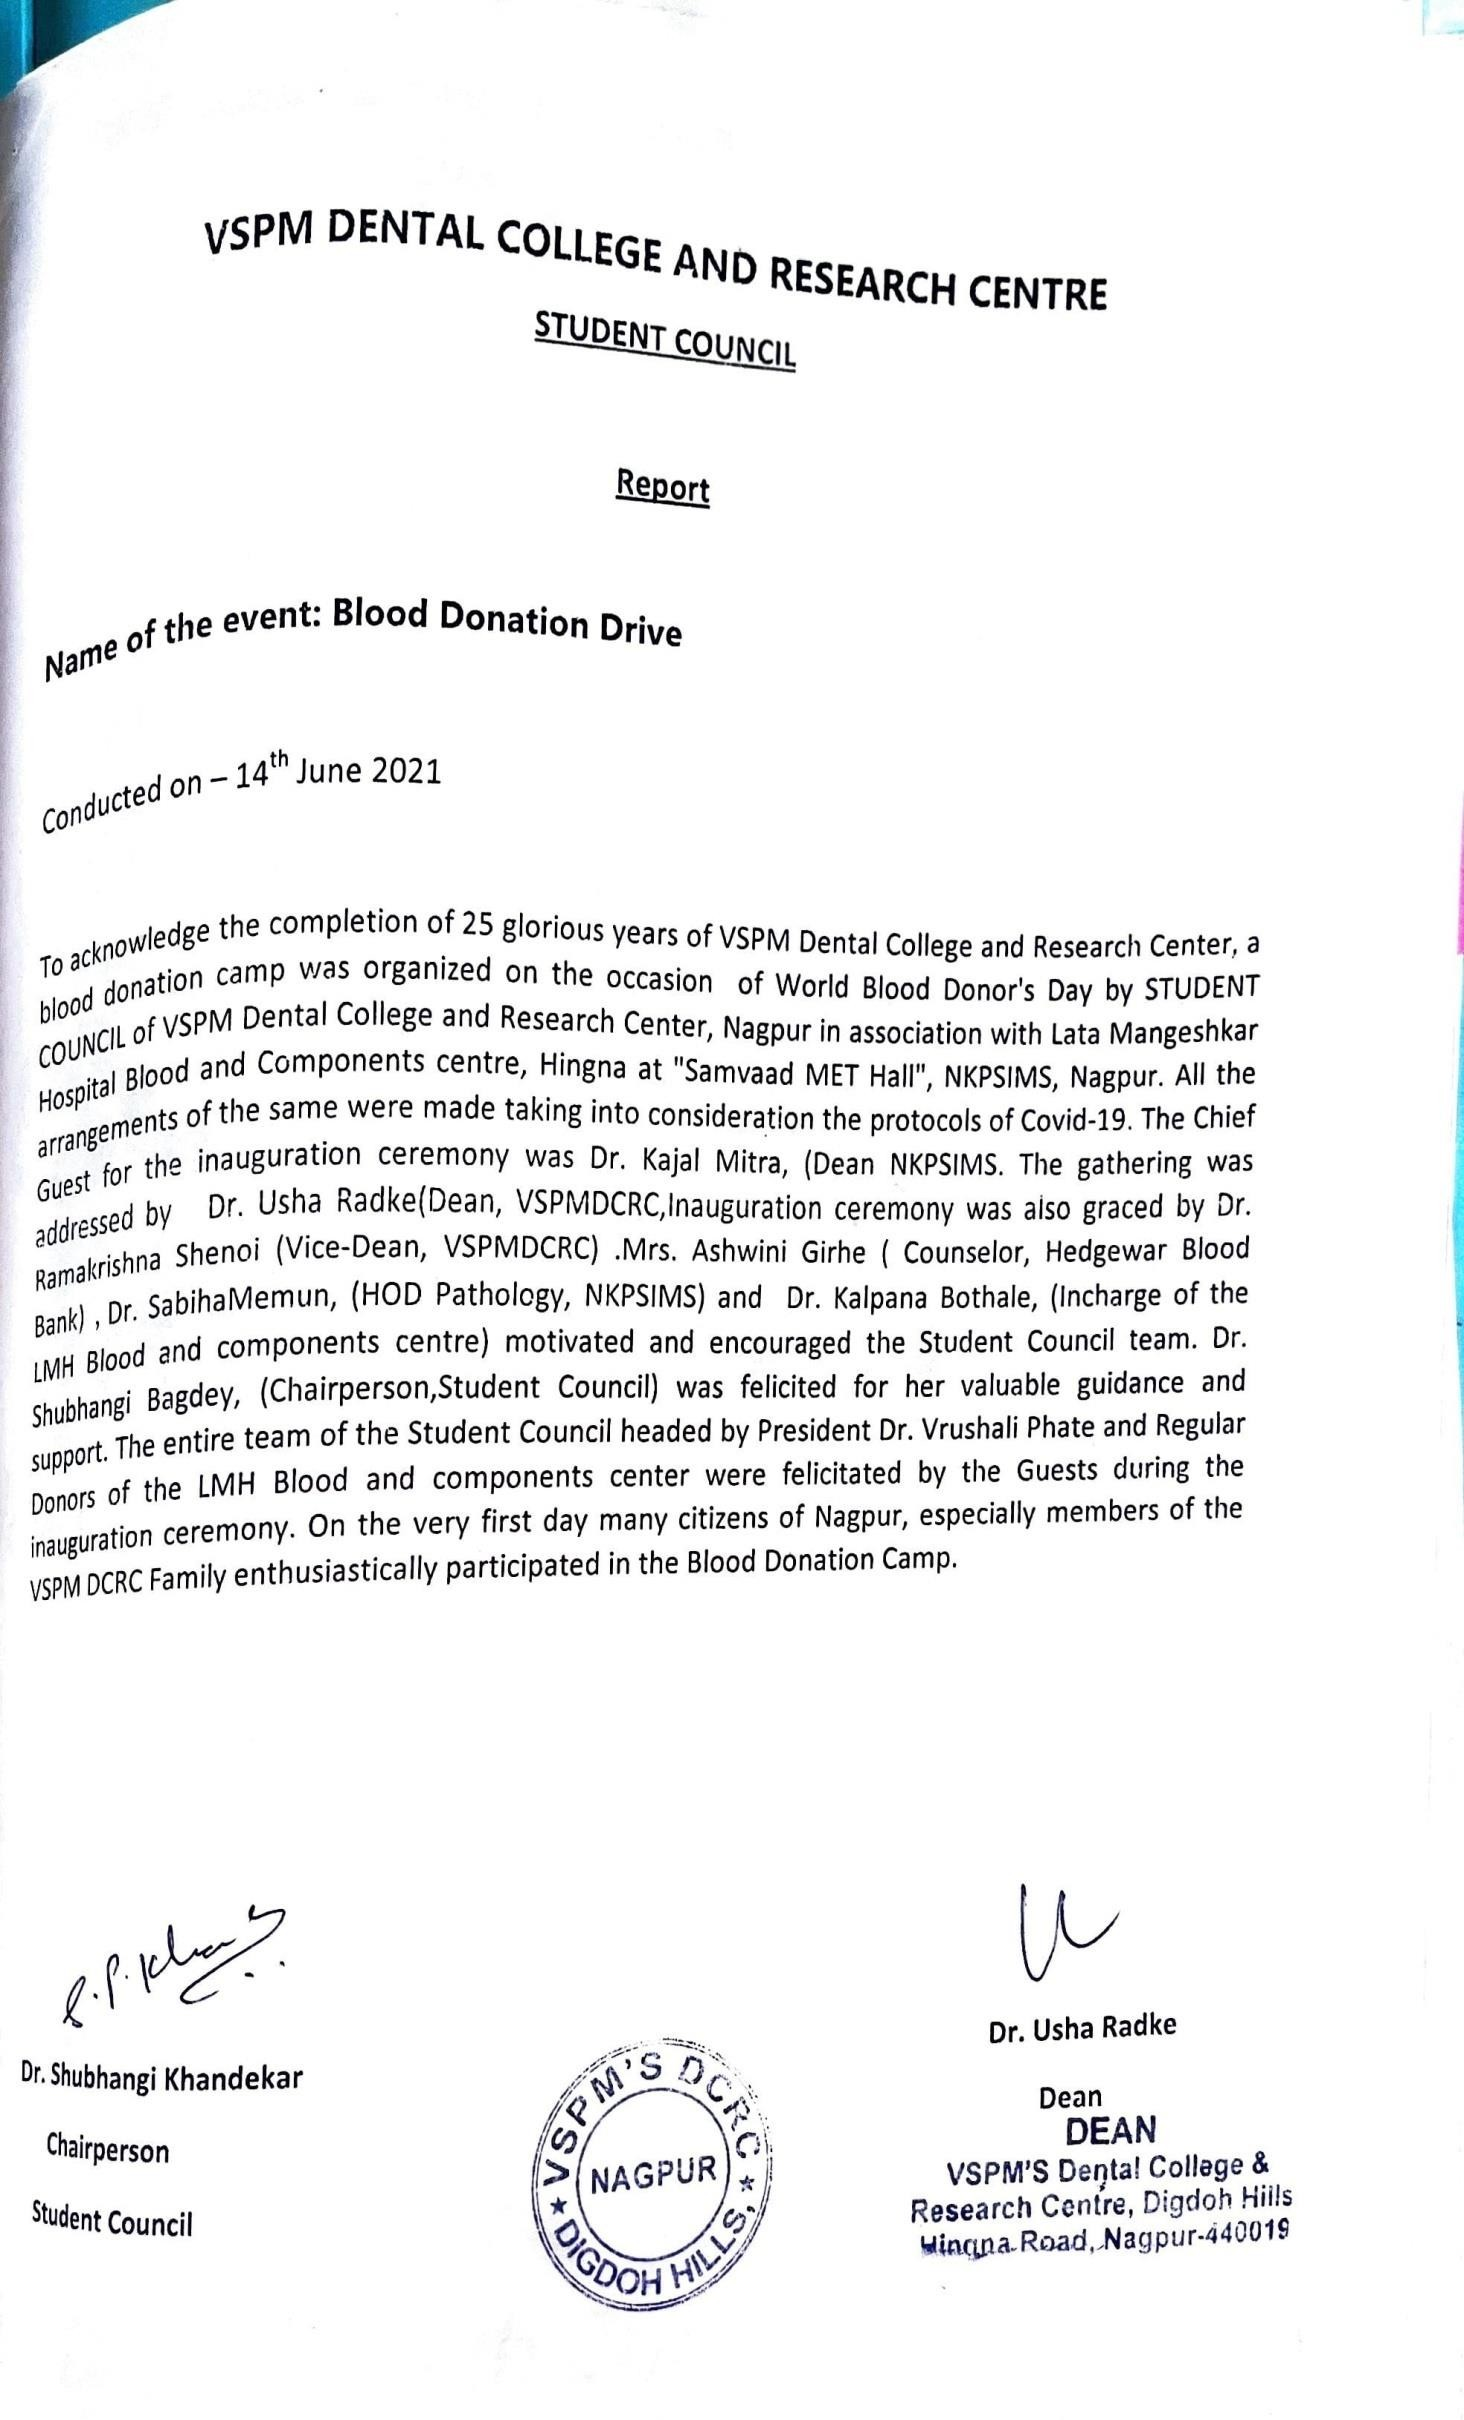 VSPM DENTAL COLLEGE AND RESEARCH CENTRE
STUDENT COUNCIL
Report
Name of the event: Blood Donation Drive
Conducted on – 14th June 2021
To acknowledge the completion of 25 glorious years of VSPM Dental College and Research Center, a
blood donation camp was organized on the occasion of World Blood Donor's Day by STUDENT
COUNCIL of VSPM Dental College and Research Center, Nagpur in association with Lata Mangeshkar
Hospital Blood and Components centre, Hingna at "Samvaad MET Hall", NKPSIMS, Nagpur. All the
arrangements of the same were made taking into consideration the protocols of Covid-19. The Chief
Guest for the inauguration ceremony was Dr. Kajal Mitra, (Dean NKPSIMS. The gathering was
addressed by Dr. Usha Radke(Dean, VSPMDCRC,Inauguration ceremony was also graced by Dr.
Ramakrishna Shenoi (Vice-Dean, VSPMDCRC) .Mrs. Ashwini Girhe ( Counselor, Hedgewar Blood
Bank) , Dr. SabihaMemun, (HOD Pathology, NKPSIMS) and Dr. Kalpana Bothale, (Incharge of the
LMH Blood and components centre) motivated and encouraged the Student Council team. Dr.
Shubhangi Bagdey, (Chairperson,Student Council) was felicited for her valuable guidance and
support. The entire team of the Student Council headed by President Dr. Vrushali Phate and Regular
Donors of the LMH Blood and components center were felicitated by the Guests during the
inauguration ceremony. On the very first day many citizens of Nagpur, especially members of the
VSPM DCRC Family enthusiastically participated in the Blood Donation Camp.
Dr. Shubhangi Khandekar
Chairperson
Student Council
VSPM'S DCRC
NAGPUR
DIGDOH HILLS,
Dr. Usha Radke
Dean
DEAN
VSPM'S Dental College &
Research Centre, Digdoh Hills
Hingna Road, Nagpur-440019